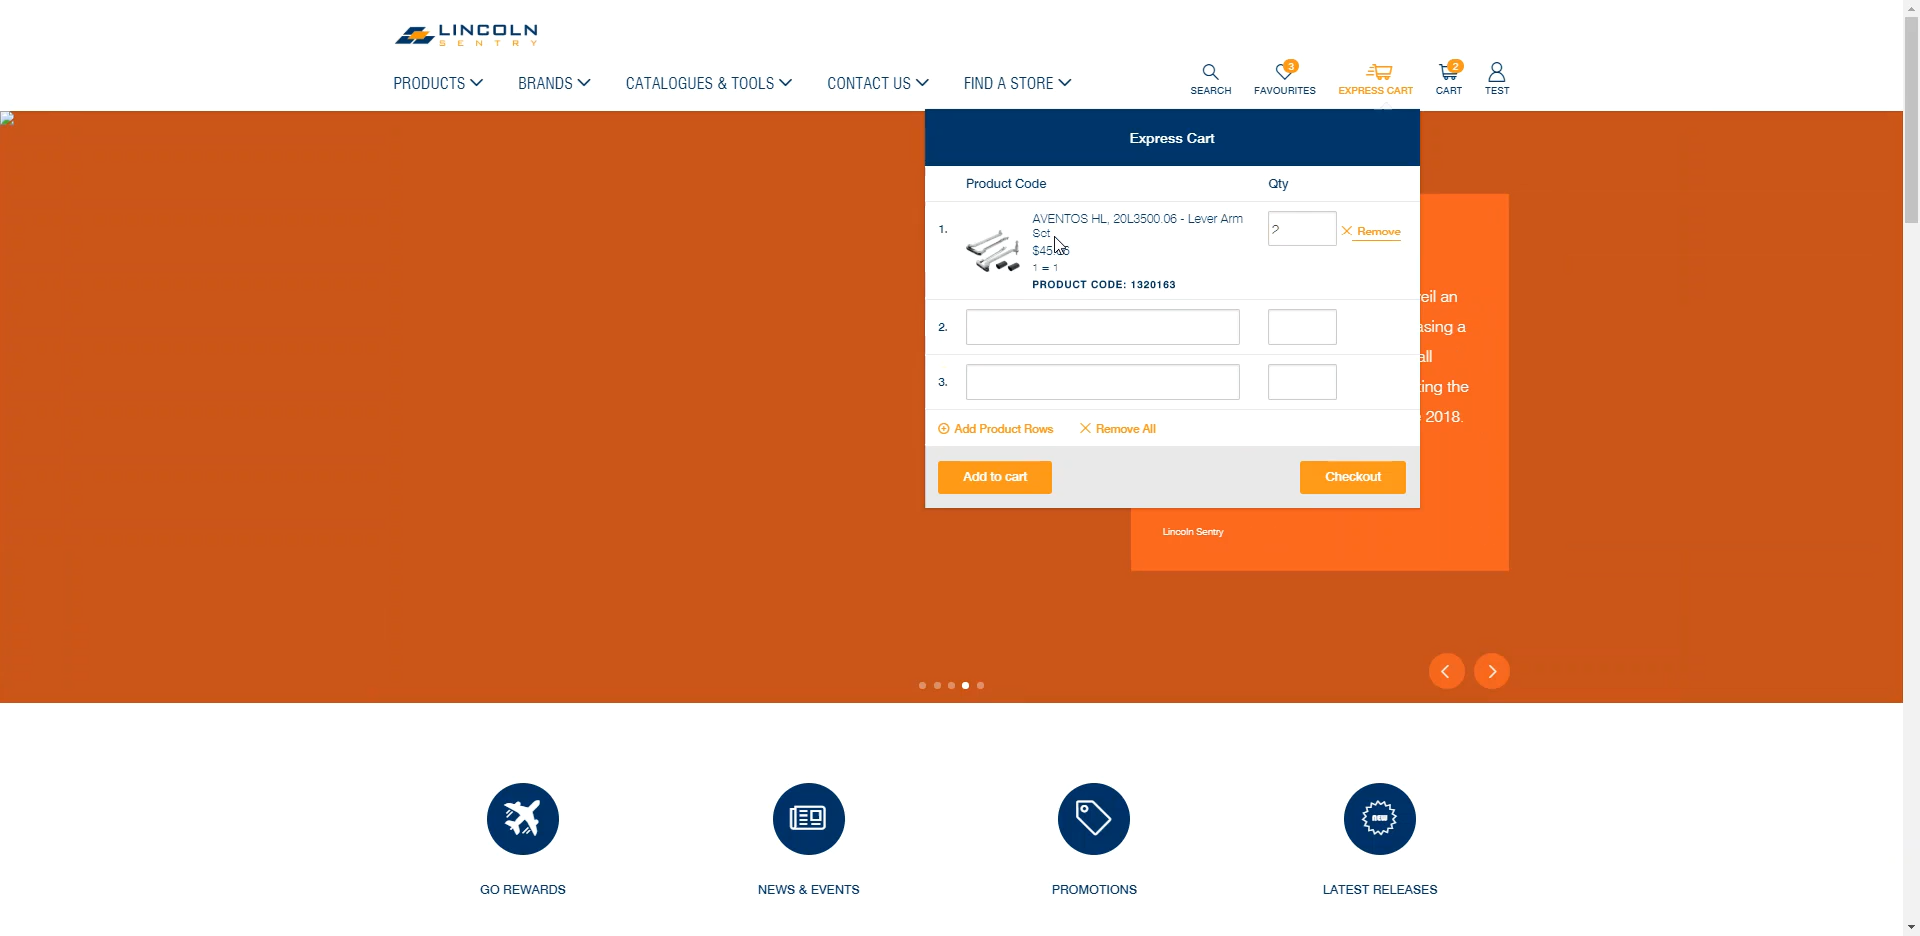 LINCOLN
SENTRY
PRODUCTS
BRANDS
CATALOGUES & TOOLS
CONTACT US
FIND A STORE
SEARCH
3
FAVOURITES
EXPRESS CART
2
CART
TEST
Express Cart
Product Code
Qty
1.
AVENTOS HL, 20L3500.06 - Lever Arm
Set
1 = 1
PRODUCT CODE: 1320163
2
Remove
2.
3.
Add Product Rows
Remove All
Add to cart
Checkout
eil an
asing a
all
ting the
2018.
Lincoln Sentry
NEW
GO REWARDS
NEWS & EVENTS
PROMOTIONS
LATEST RELEASES